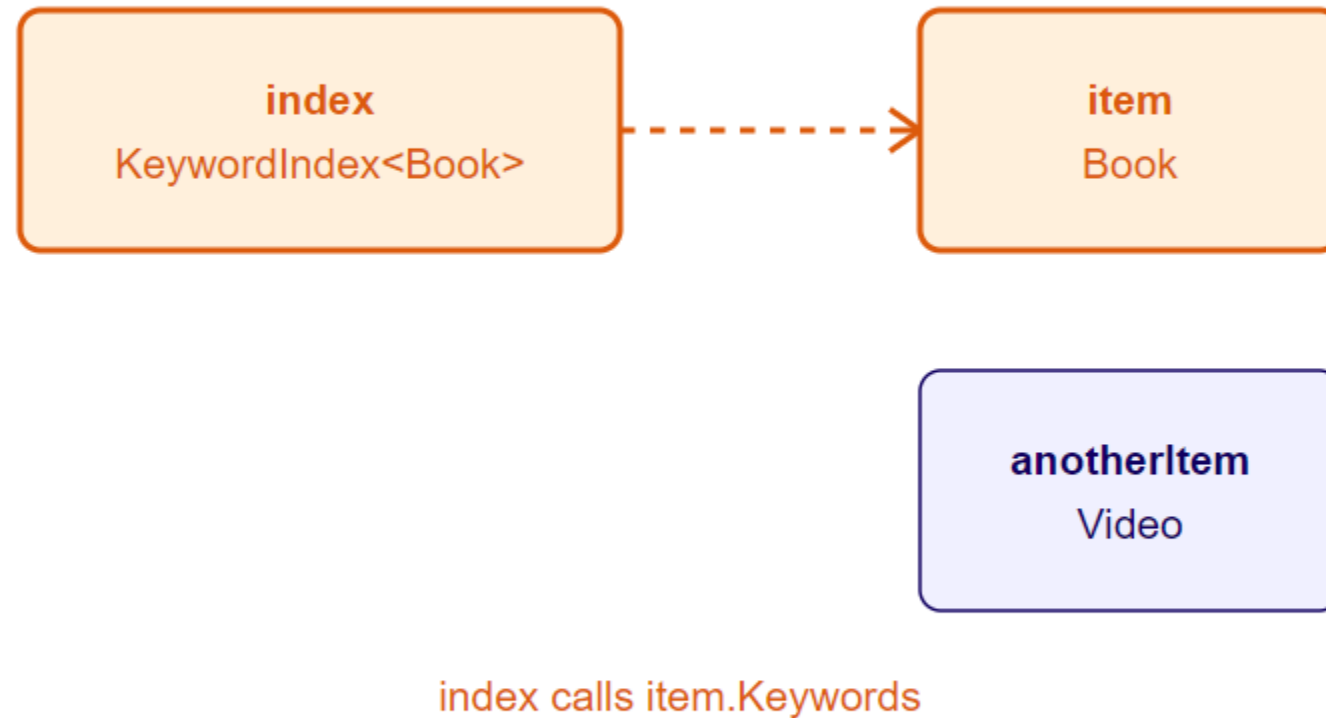 index
KeywordIndex<Book>
item
Book
anotherItem
Video
index calls item.Keywords